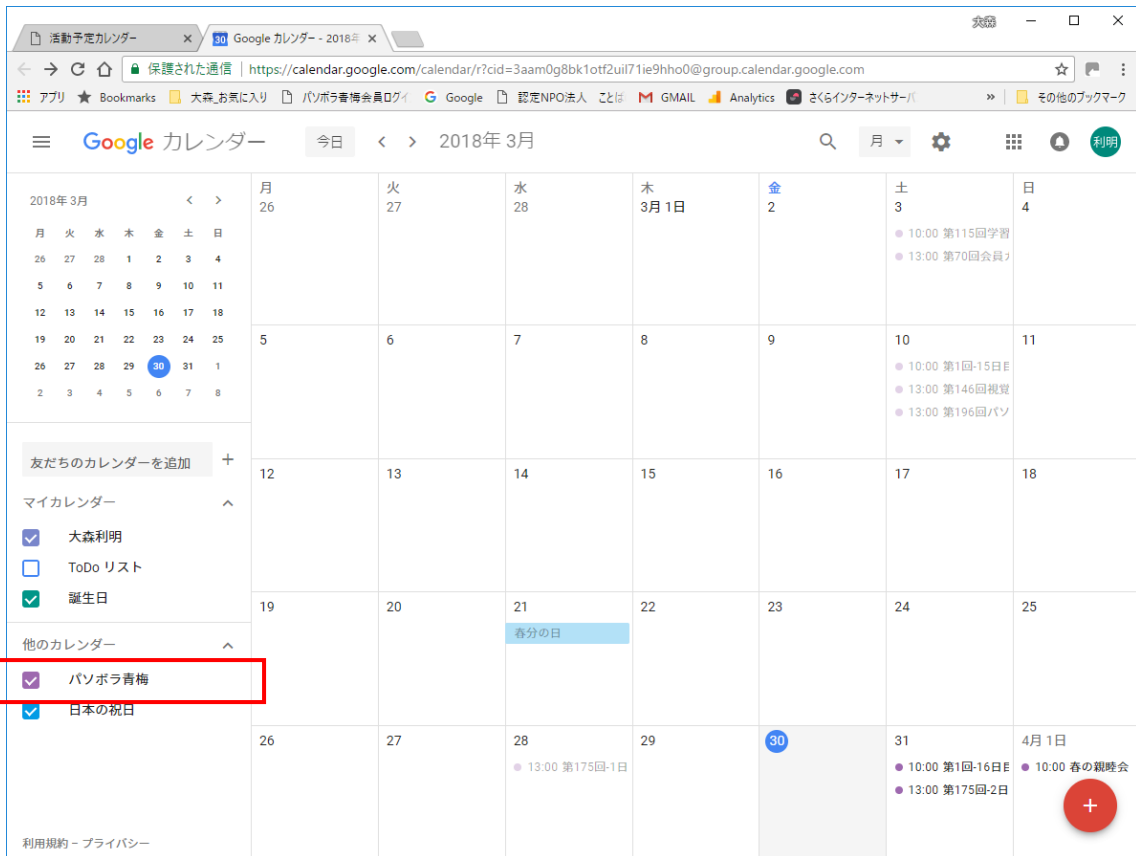 大森
活動予定カレンダー
30 Google カレンダー - 2018年
保護された通信 | https://calendar.google.com/calendar/r?cid=3aam0g8bk1otf2uil71ie9hho0@group.calendar.google.com
アプリ Bookmarks 大森_お気に入り パソボラ青梅会員ログイ Google 認定NPO法人 ことば GMAIL Analytics さくらインターネットサーバ » その他のブックマーク
Google カレンダー 今日 < > 2018年 3月 月 利明
2018年 3月 < >
月 火 水 木 金 土 日
26 27 28 1 2 3 4
5 6 7 8 9 10 11
12 13 14 15 16 17 18
19 20 21 22 23 24 25
26 27 28 29 30 31 1
2 3 4 5 6 7 8
友だちのカレンダーを追加 +
マイカレンダー
大森利明
ToDo リスト
誕生日
他のカレンダー
パソボラ青梅
日本の祝日
利用規約 – プライバシー
月 火 水 木 金 土 日
26 27 28 3月 1日 2 3 4
10:00 第115回学習
13:00 第70回会員
5 6 7 8 9 10 11
10:00 第1回-15日目
13:00 第146回視覚
13:00 第196回パソ
12 13 14 15 16 17 18
19 20 21 22 23 24 25
春分の日
26 27 28 29 30 31 4月 1日
13:00 第175回-1日
10:00 第1回-16日目
13:00 第175回-2日
10:00 春の親睦会
+